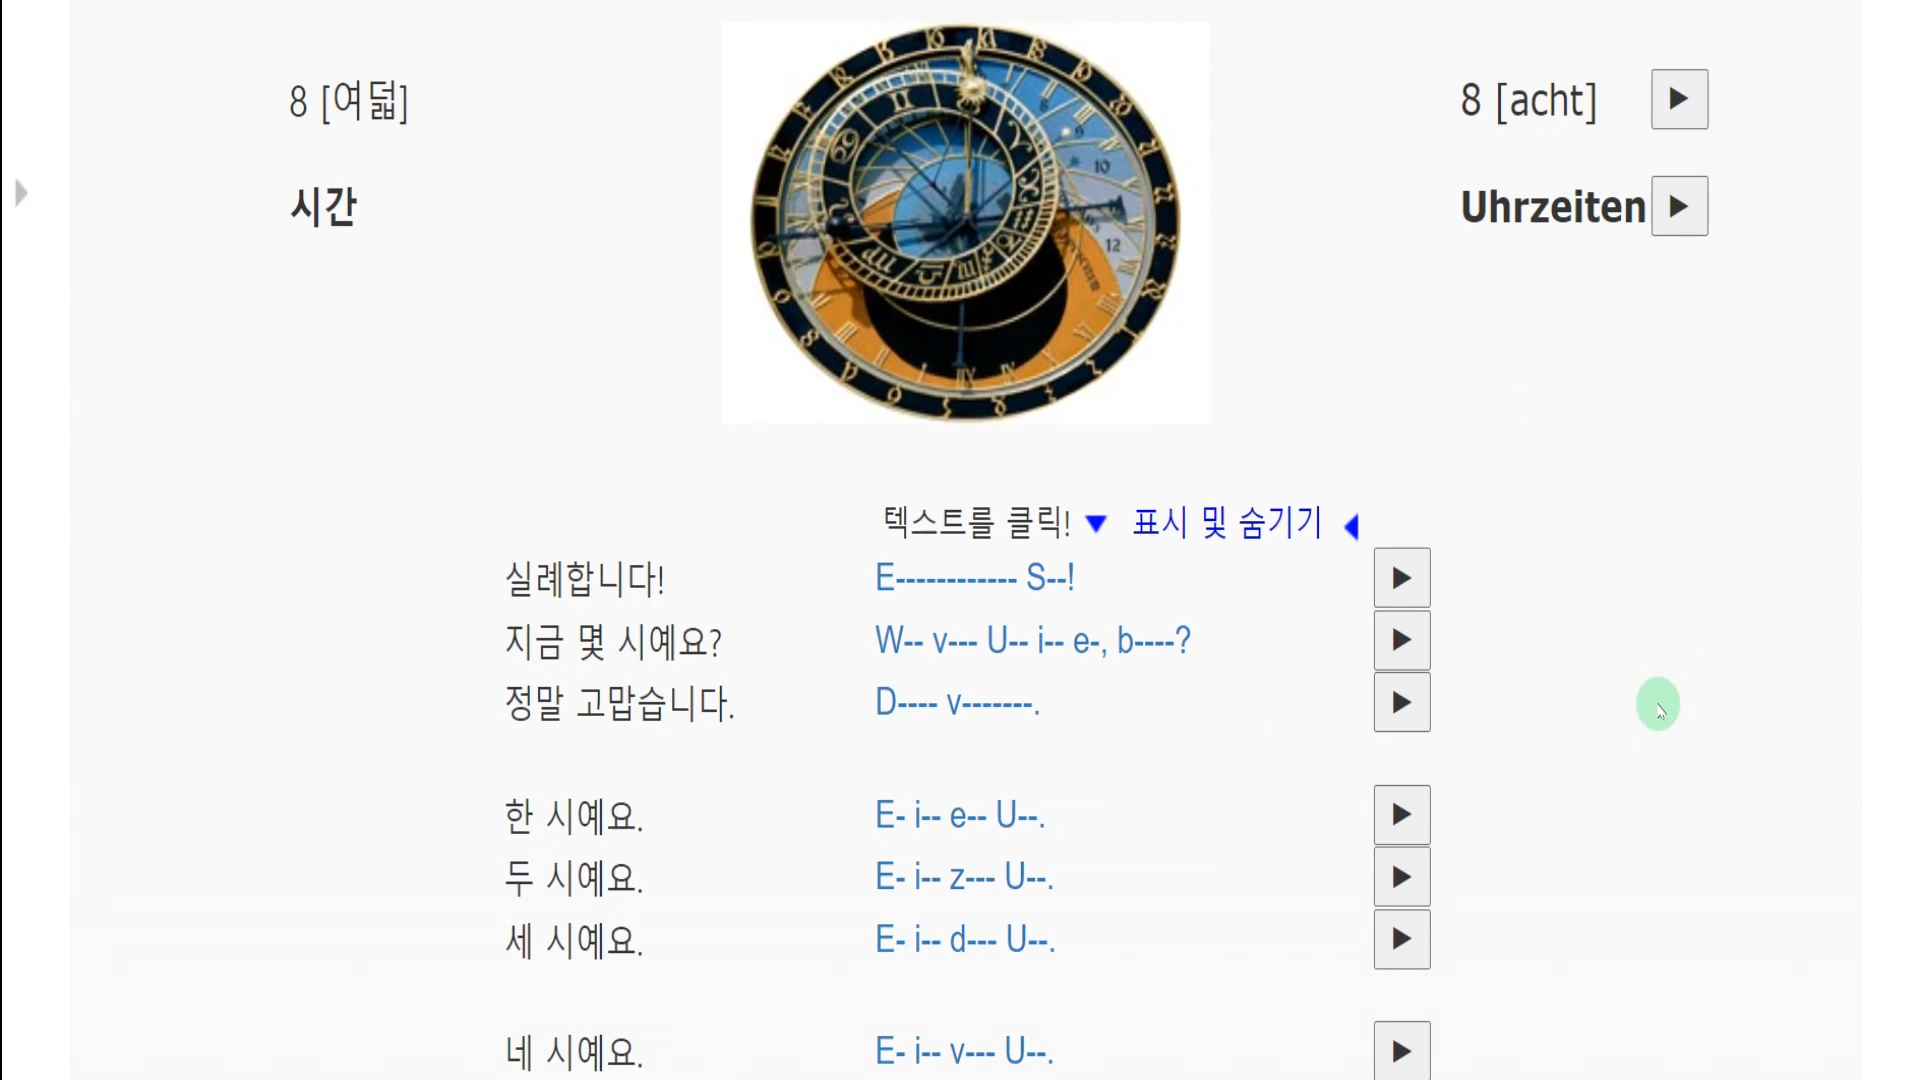 8 [여덟]
8 [acht]
시간
Uhrzeiten
텍스트를 클릭! 표시 및 숨기기
실례합니다!
E------------ S--!
지금 몇 시예요?
W-- v--- U-- i-- e-, b----?
정말 고맙습니다.
D---- v-------.
한 시예요.
E- i-- e-- U--.
두 시예요.
E- i-- z--- U--.
세 시예요.
E- i-- d--- U--.
네 시예요.
E- i-- v--- U--.